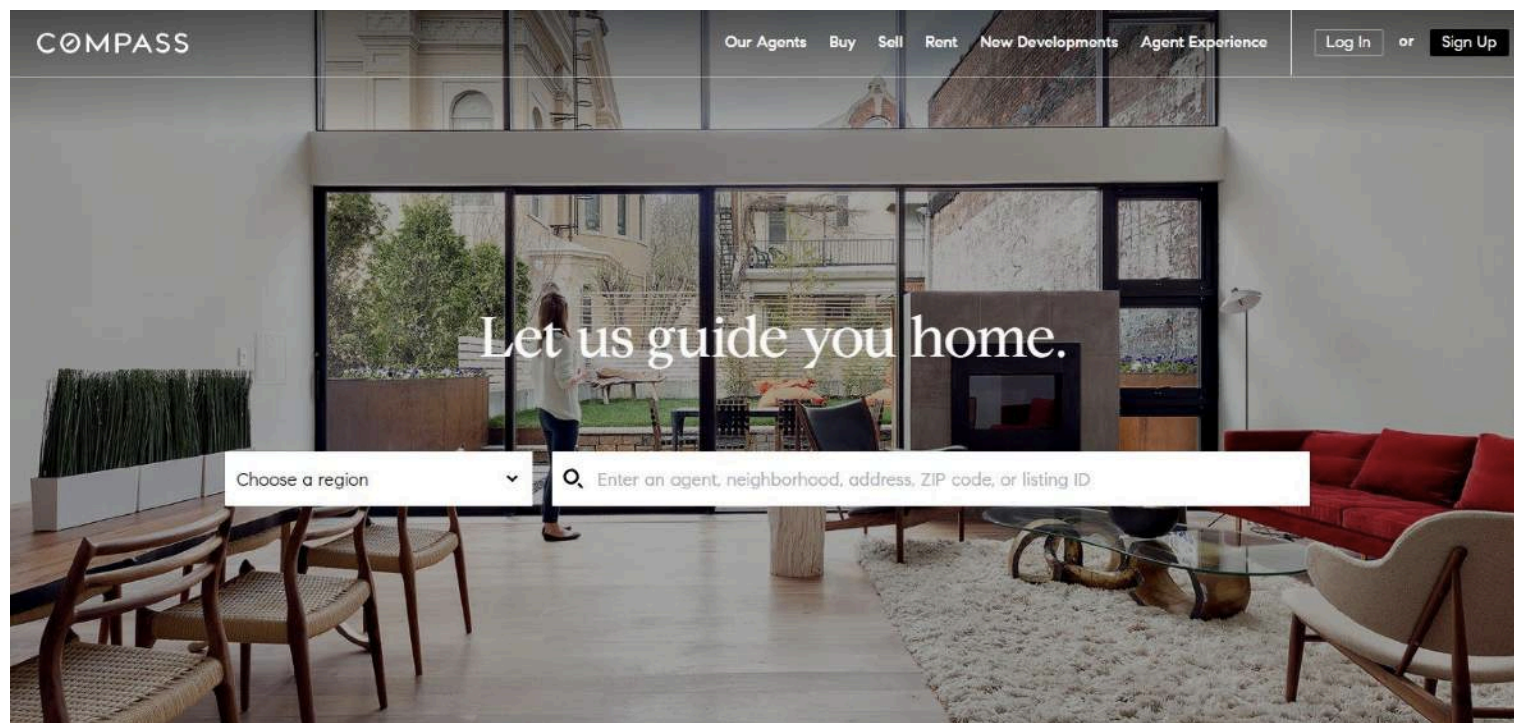 COMPASS
Our Agents Buy Sell Rent New Developments Agent Experience Log In or Sign Up
Let us guide you home.
Choose a region
Enter an agent, neighborhood, address, ZIP code, or listing ID